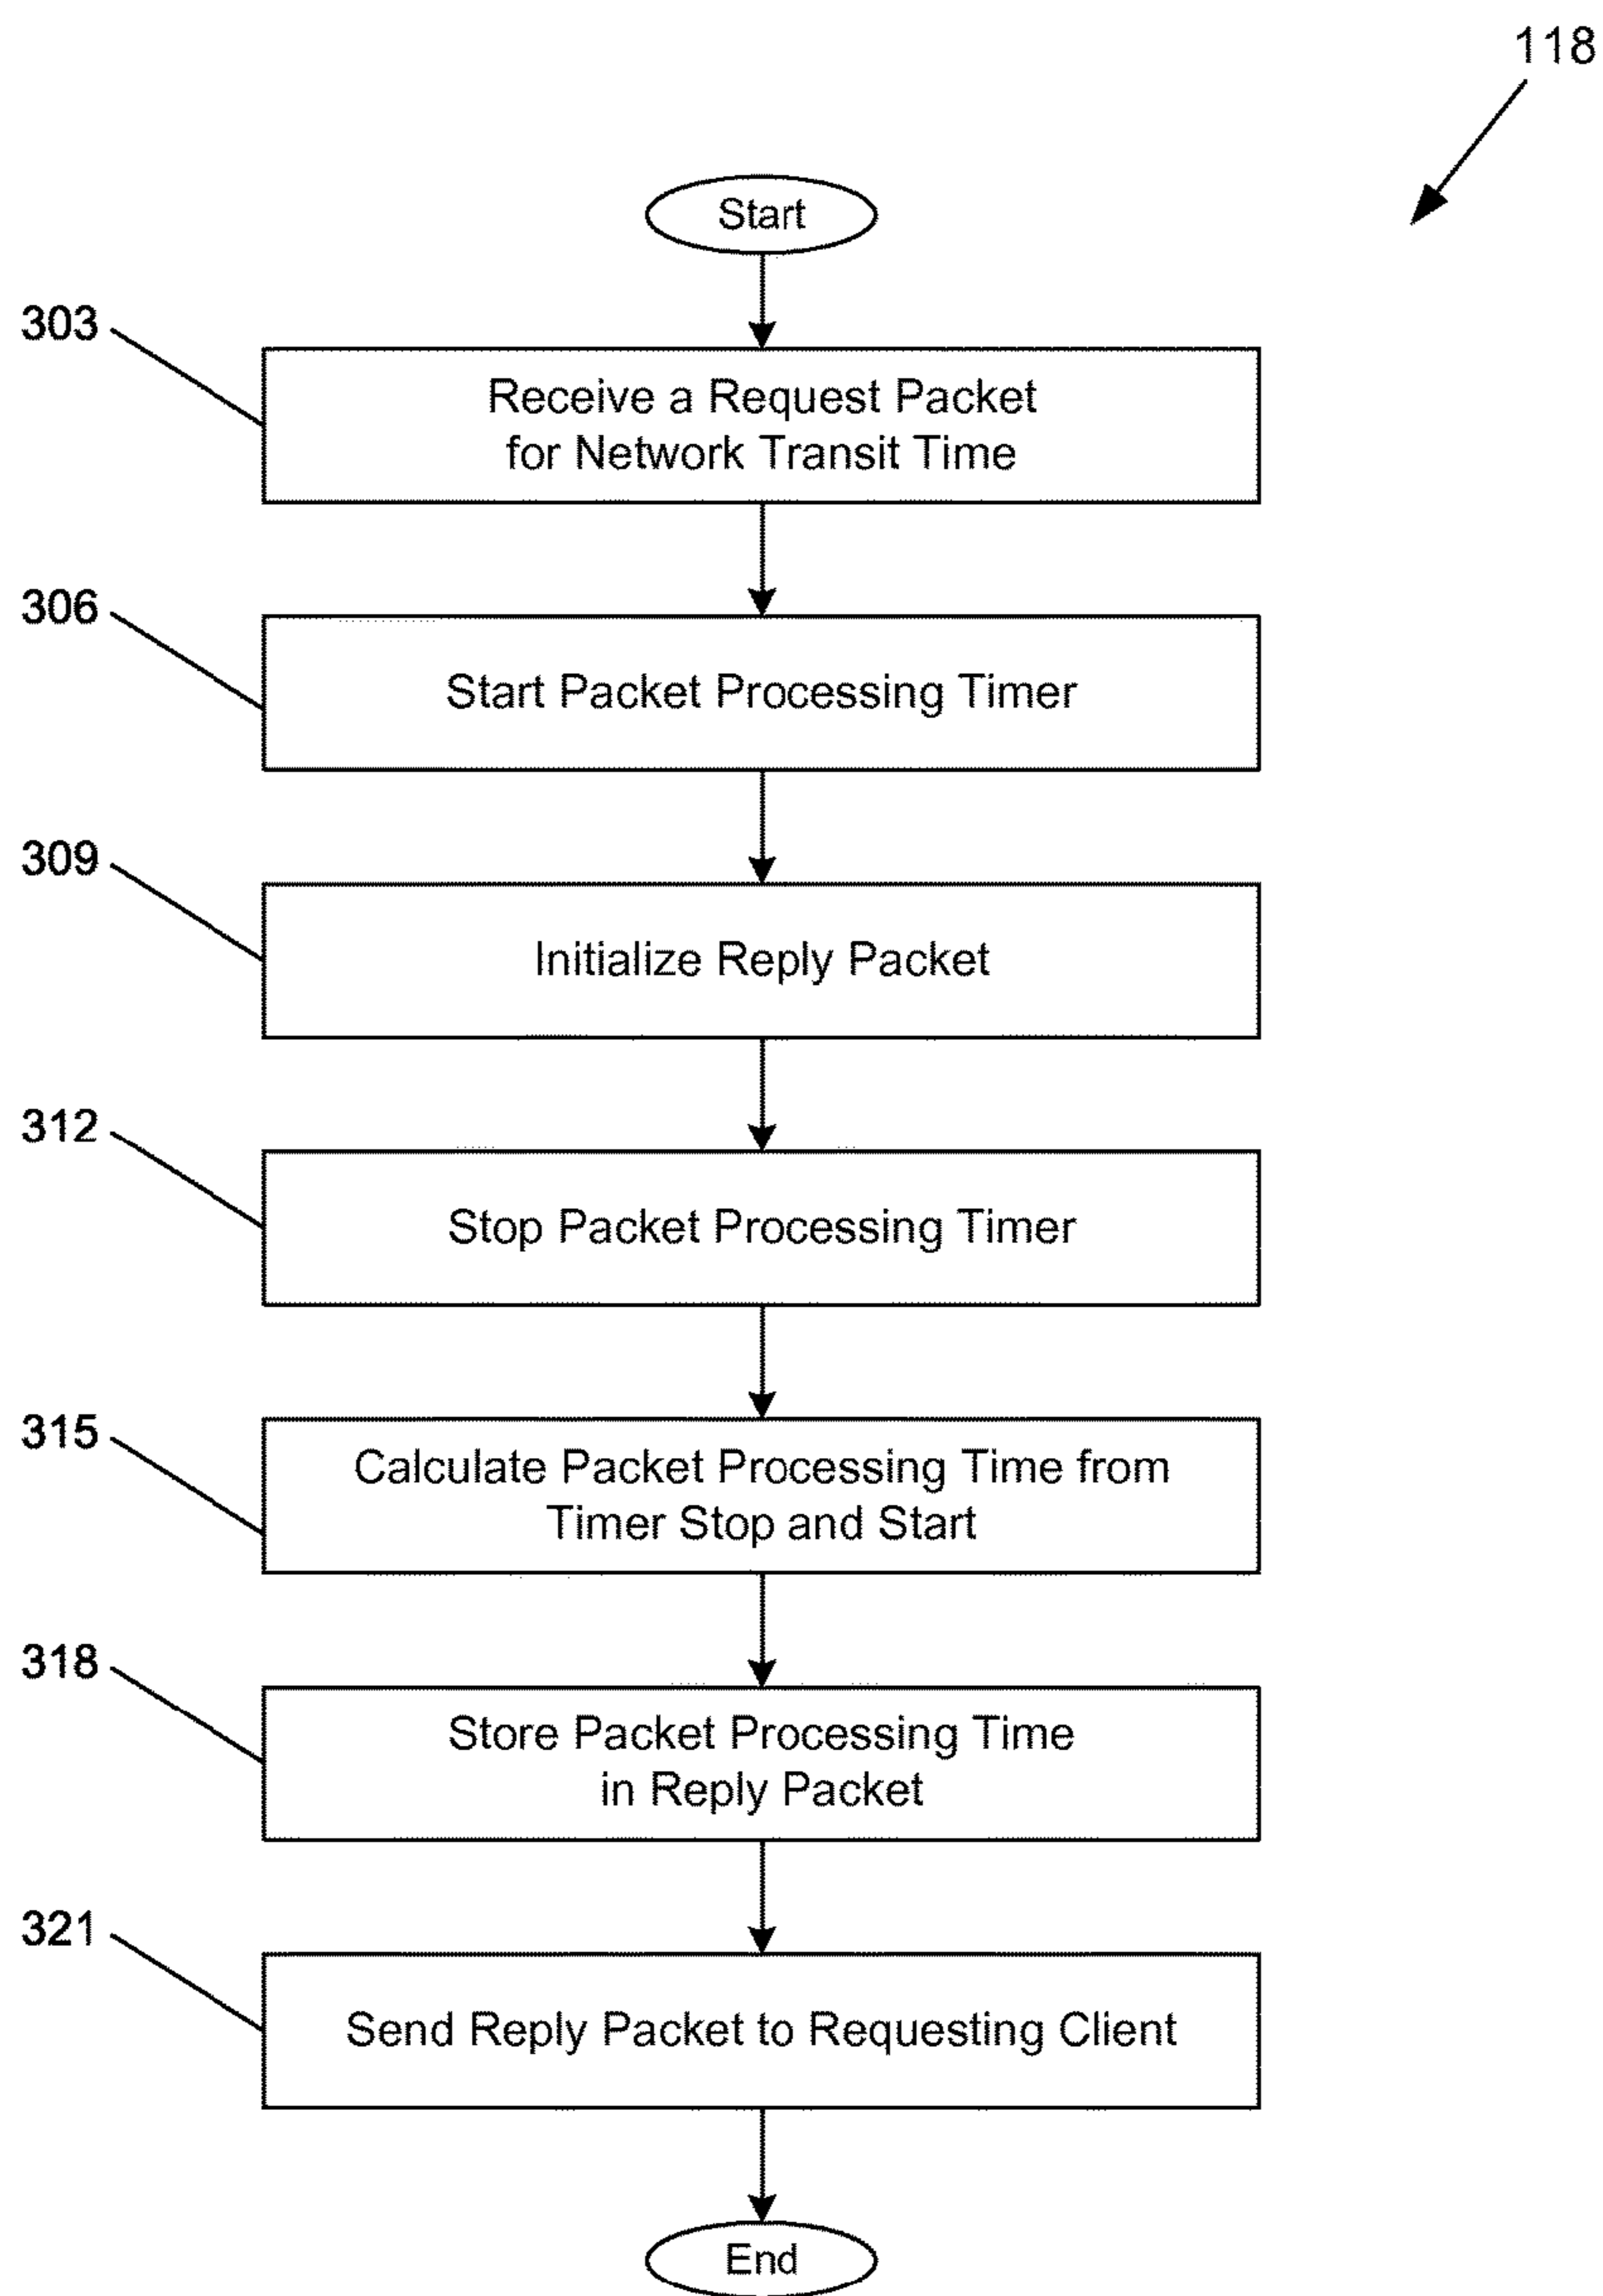 118
Start
303
Receive a Request Packet
for Network Transit Time
306
Start Packet Processing Timer
309
Initialize Reply Packet
312
Stop Packet Processing Timer
315
Calculate Packet Processing Time from
Timer Stop and Start
318
Store Packet Processing Time
in Reply Packet
321
Send Reply Packet to Requesting Client
End